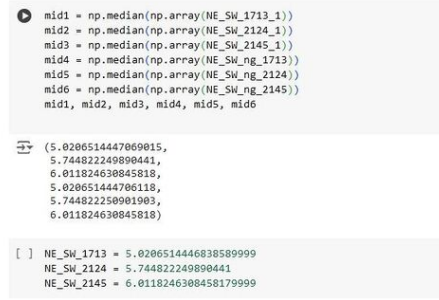 mid1 = np.median(np.array(NE_SW_1713_1))
mid2 = np.median(np.array(NE_SW_2124_1))
mid3 = np.median(np.array(NE_SW_2145_1))
mid4 = np.median(np.array(NE_SW_ng_1713))
mid5 = np.median(np.array(NE_SW_ng_2124))
mid6 = np.median(np.array(NE_SW_ng_2145))
mid1, mid2, mid3, mid4, mid5, mid6
(5.0206514447069015,
5.744822249890441,
6.011824630845818,
5.020651444706118,
5.744822250901903,
6.011824630845818)
[ ] NE_SW_1713 = 5.0206514446838589999
NE_SW_2124 = 5.744822249890441
NE_SW_2145 = 6.0118246308458179999